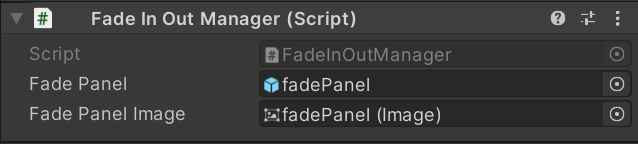 Fade In Out Manager (Script)
Script FadeInOutManager
Fade Panel fadePanel
Fade Panel Image fadePanel (Image)